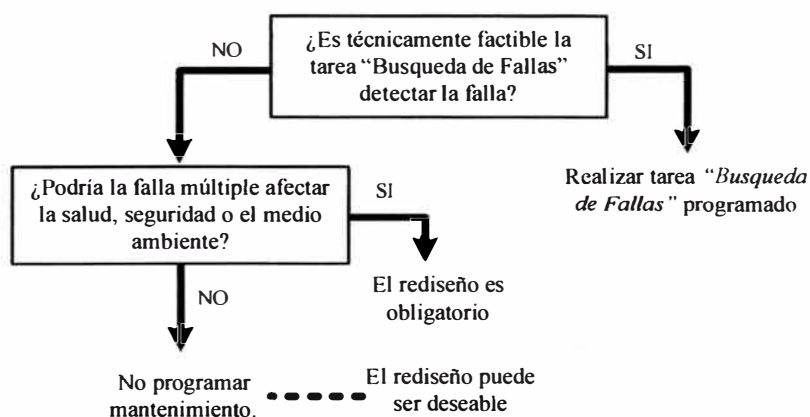 ¿Es técnicamente factible la
tarea “Busqueda de Fallas”
detectar la falla?
NO
SI
¿Podría la falla múltiple afectar
la salud, seguridad o el medio
ambiente?
SI
Realizar tarea “Busqueda
de Fallas” programado
NO
El rediseño es
obligatorio
No programar
mantenimiento.
El rediseño puede
ser deseable